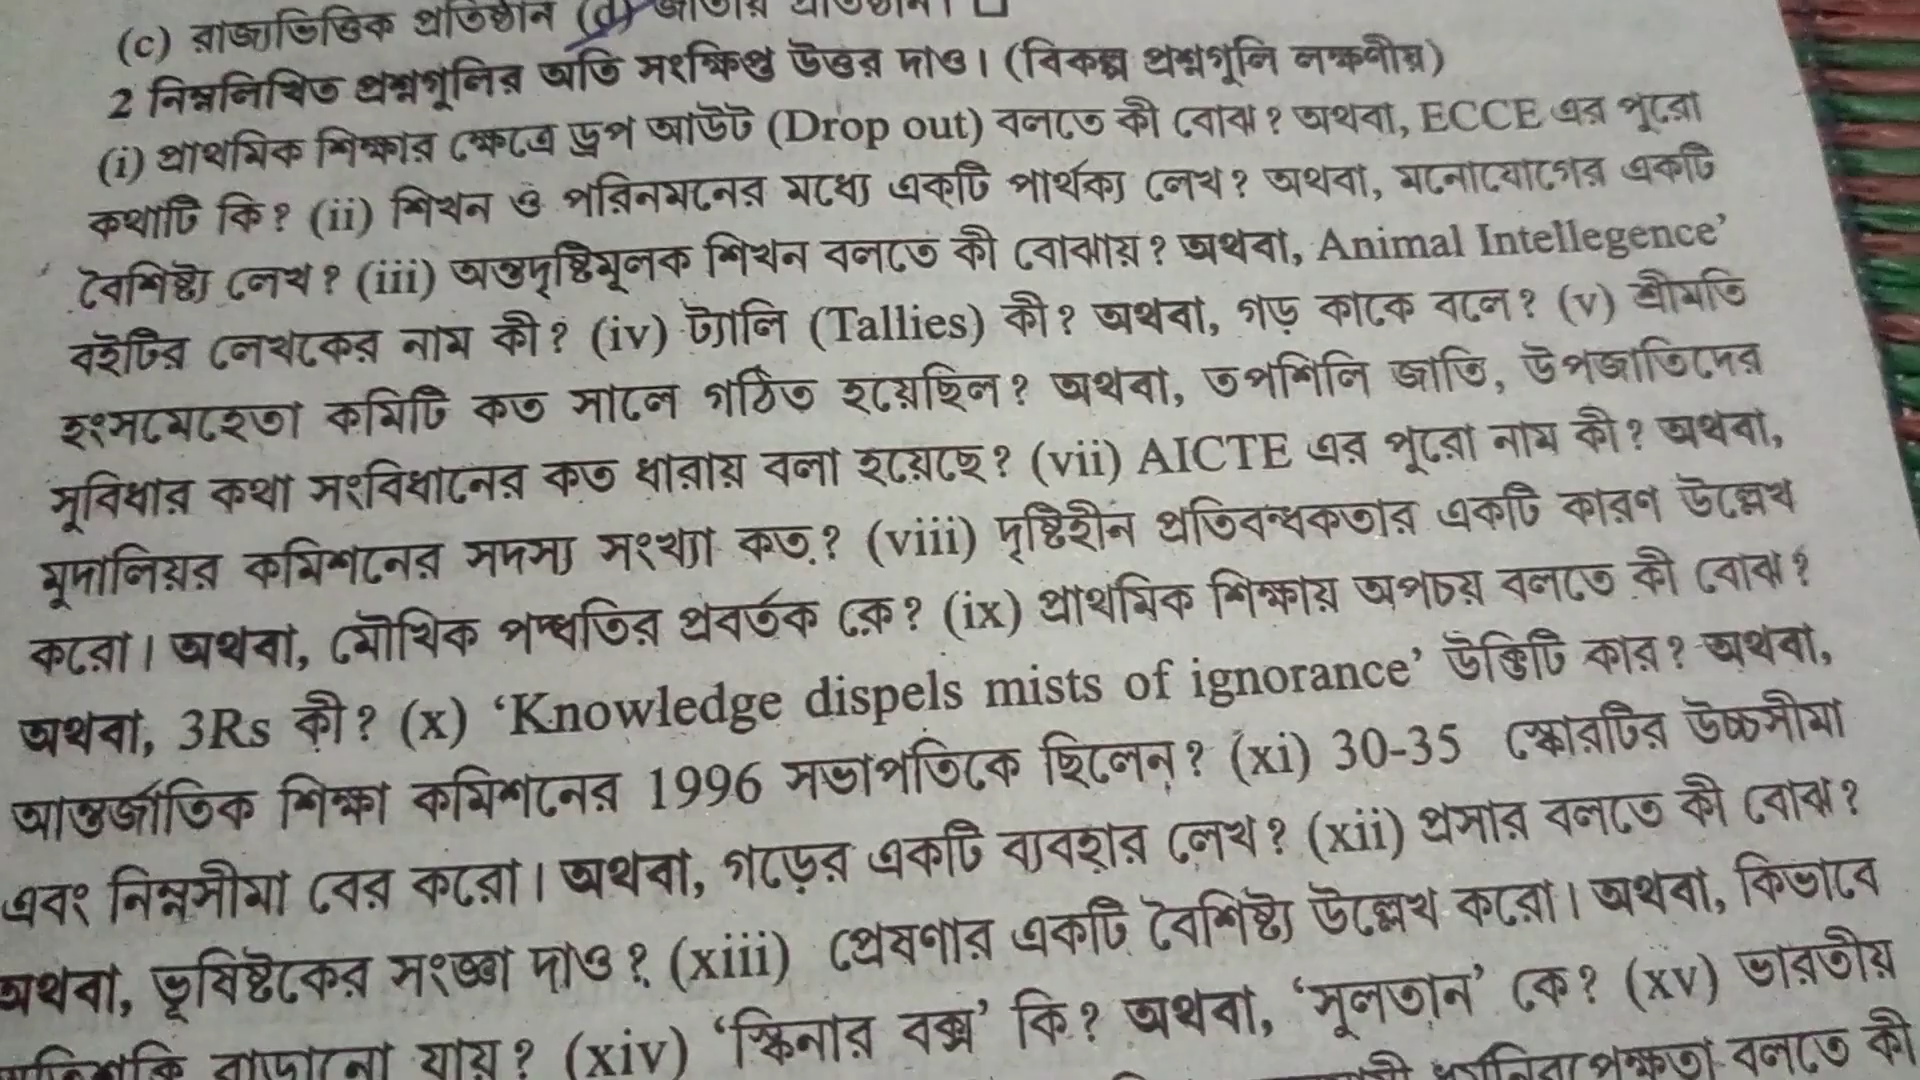 (c) রাজ্যভিত্তিক প্রতিষ্ঠান (d) জাতীয় প্রতিষ্ঠান। □
2 নিম্নলিখিত প্রশ্নগুলির অতি সংক্ষিপ্ত উত্তর দাও। (বিকল্প প্রশ্নগুলি লক্ষণীয়)
(i) প্রাথমিক শিক্ষার ক্ষেত্রে ড্রপ আউট (Drop out) বলতে কী বোঝ? অথবা, ECCE এর পুরো
কথাটি কি? (ii) শিখন ও পরিনমনের মধ্যে একটি পার্থক্য লেখ? অথবা, মনোযোগের একটি
বৈশিষ্ট্য লেখ? (iii) অন্তদৃষ্টিমূলক শিখন বলতে কী বোঝায়? অথবা, Animal Intellegence’
বইটির লেখকের নাম কী? (iv) ট্যালি (Tallies) কী? অথবা, গড় কাকে বলে? (v) শ্রীমতি
হংসমেহেতা কমিটি কত সালে গঠিত হয়েছিল? অথবা, তপশিলি জাতি, উপজাতিদের
সুবিধার কথা সংবিধানের কত ধারায় বলা হয়েছে? (vii) AICTE এর পুরো নাম কী? অথবা,
মুদালিয়র কমিশনের সদস্য সংখ্যা কত? (viii) দৃষ্টিহীন প্রতিবন্ধকতার একটি কারণ উল্লেখ
করো। অথবা, মৌখিক পদ্ধতির প্রবর্তক কে? (ix) প্রাথমিক শিক্ষায় অপচয় বলতে কী বোঝ?
অথবা, 3Rs কী? (x) ‘Knowledge dispels mists of ignorance’ উক্তিটি কার? অথবা,
আন্তর্জাতিক শিক্ষা কমিশনের 1996 সভাপতিকে ছিলেন? (xi) 30-35 স্কোরটির উচ্চসীমা
এবং নিম্নসীমা বের করো। অথবা, গড়ের একটি ব্যবহার লেখ? (xii) প্রসার বলতে কী বোঝ?
অথবা, ভূষিষ্টকের সংজ্ঞা দাও? (xiii) প্রেষণার একটি বৈশিষ্ট্য উল্লেখ করো। অথবা, কিভাবে
বাড়ানো যায়? (xiv) ‘স্কিনার বক্স’ কি? অথবা, ‘সুলতান’ কে? (xv) ভারতীয়
ধর্মনিরপেক্ষতা বলতে কী